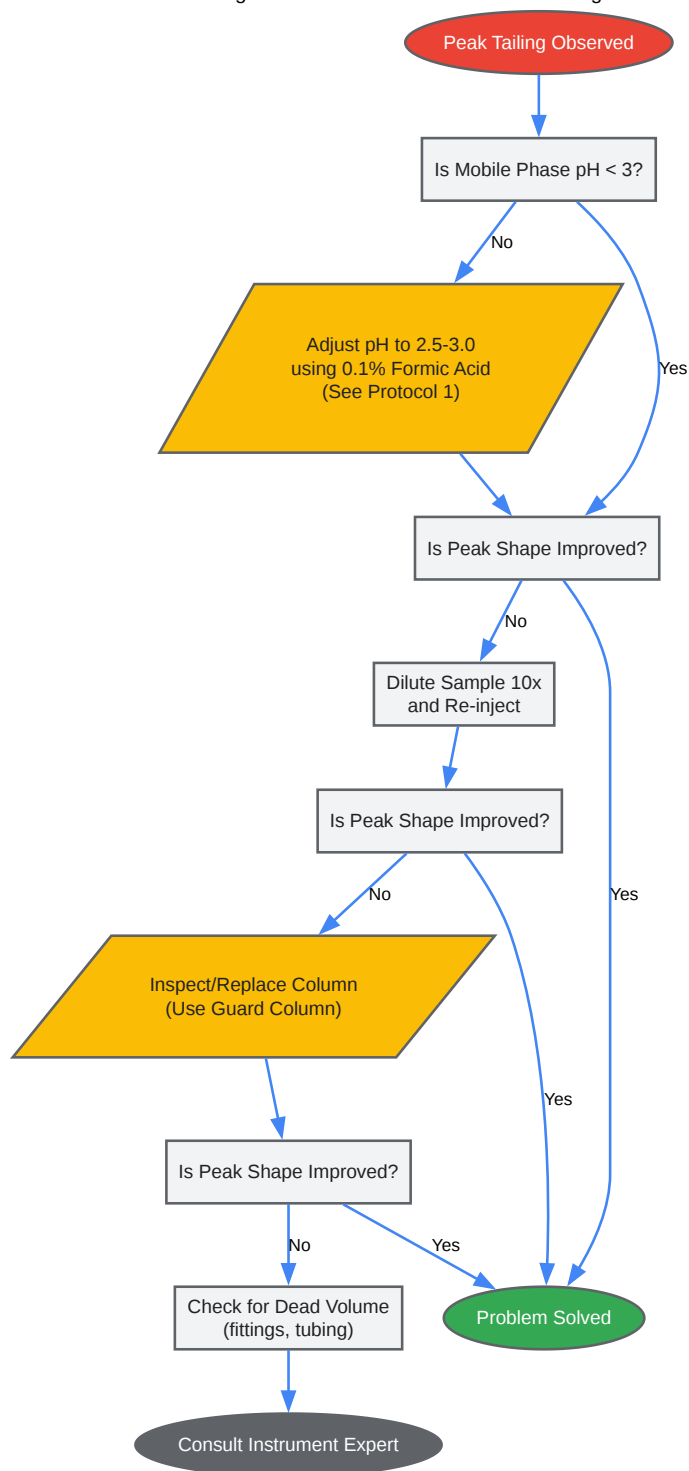 Peak Tailing Observed
Is Mobile Phase pH < 3?
No
Yes
Adjust pH to 2.5-3.0
using 0.1% Formic Acid
(See Protocol 1)
Is Peak Shape Improved?
No
Yes
Dilute Sample 10x
and Re-inject
Is Peak Shape Improved?
No
Yes
Inspect/Replace Column
(Use Guard Column)
Is Peak Shape Improved?
No
Yes
Check for Dead Volume
(fittings, tubing)
Problem Solved
Consult Instrument Expert